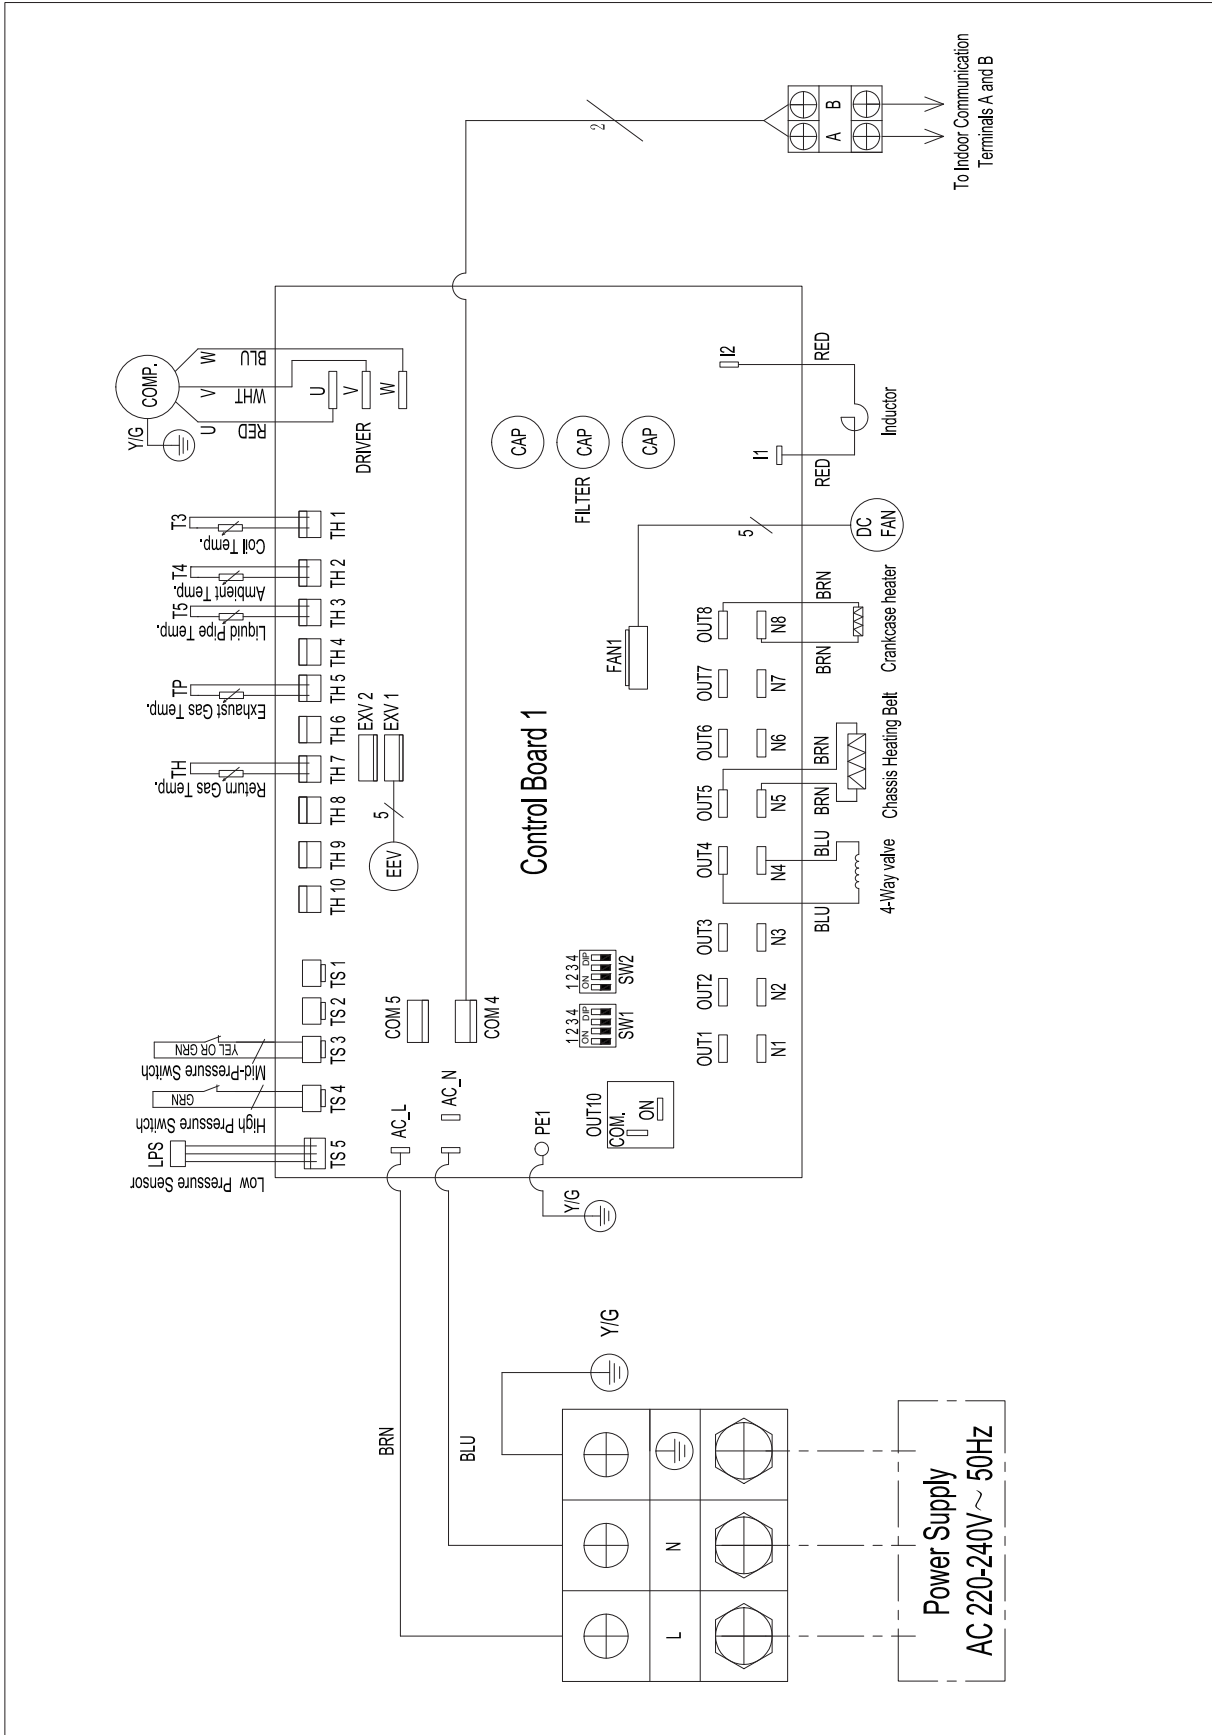 Low Pressure Sensor
LPS
High Pressure Switch
GRN
Mid-Pressure Switch
YEL OR GRN
Return Gas Temp.
TH
Exhaust Gas Temp.
TP
Liquid Pipe Temp.
T5
Ambient Temp.
T4
Coil Temp.
T3
Y/G
COMP.
U
V
W
RED
WHT
BLU
TS 5
TS 4
TS 3
TS 2
TS 1
TH 10
TH 9
TH 8
TH 7
TH 6
TH 5
TH 4
TH 3
TH 2
TH 1
U
V
W
DRIVER
EXV 2
EXV 1
5
EEV
AC_L
AC_N
COM 5
COM 4
2
A
B
To Indoor Communication
Terminals A and B
BRN
BLU
PE1
Y/G
Y/G
Control Board 1
CAP
CAP
CAP
FILTER
OUT10
COM.
ON
1 2 3 4
ON DIP
SW1
1 2 3 4
ON DIP
SW2
FAN1
5
DC
FAN
OUT1
OUT2
OUT3
OUT4
OUT5
OUT6
OUT7
OUT8
N1
N2
N3
N4
N5
N6
N7
N8
I1
I2
BLU
BLU
BRN
BRN
BRN
BRN
RED
RED
4-Way valve
Chassis Heating Belt
Crankcase heater
Inductor
L
N
Power Supply
AC 220-240V～ 50Hz